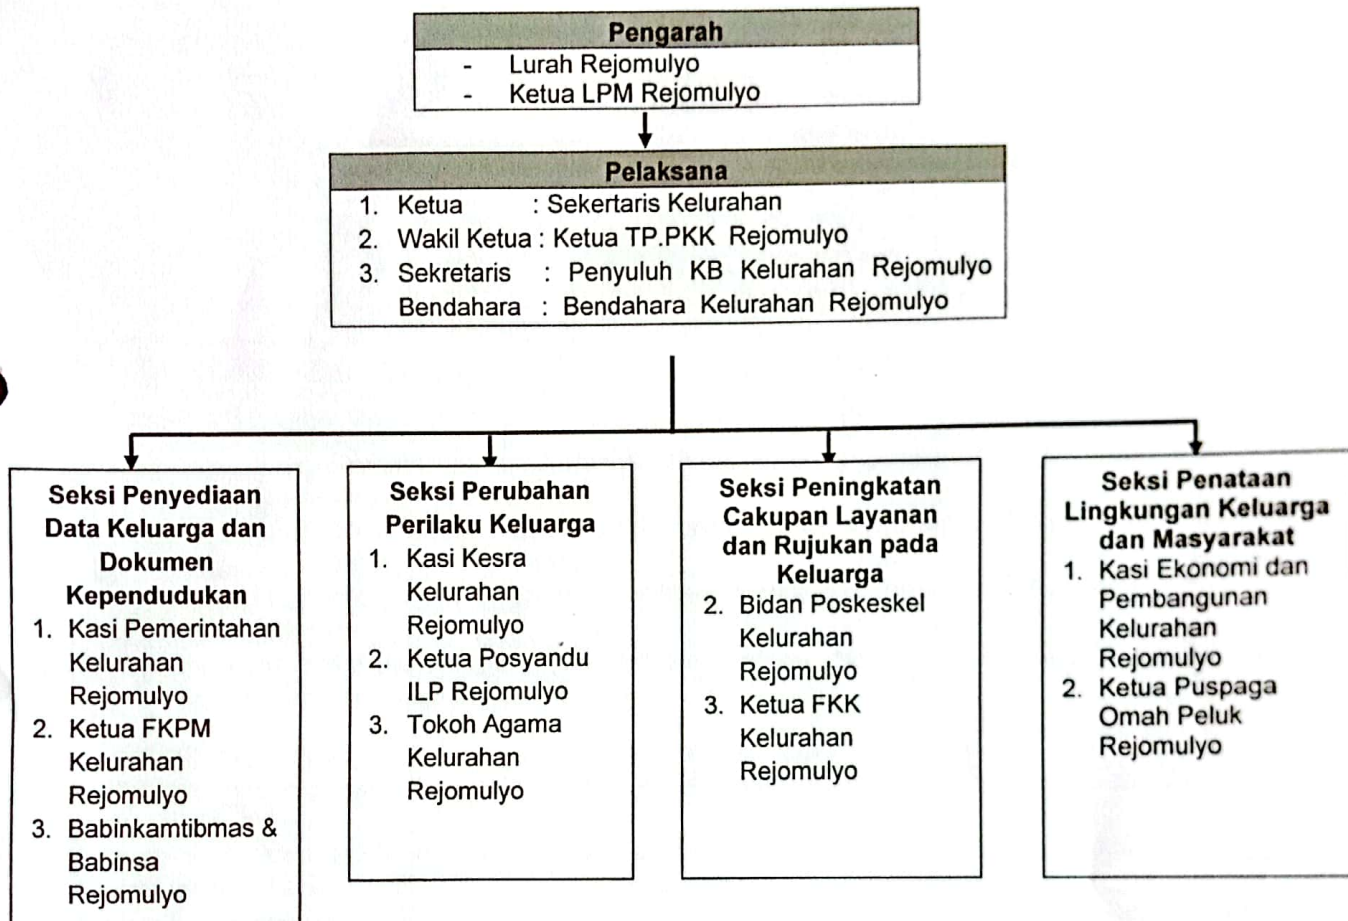 Pengarah
- Lurah Rejomulyo
- Ketua LPM Rejomulyo
Pelaksana
1. Ketua : Sekertaris Kelurahan
2. Wakil Ketua : Ketua TP.PKK Rejomulyo
3. Sekretaris : Penyuluh KB Kelurahan Rejomulyo
Bendahara : Bendahara Kelurahan Rejomulyo
Seksi Penyediaan
Data Keluarga dan
Dokumen
Kependudukan
1. Kasi Pemerintahan
Kelurahan
Rejomulyo
2. Ketua FKPM
Kelurahan
Rejomulyo
3. Babinkamtibmas &
Babinsa
Rejomulyo
Seksi Perubahan
Perilaku Keluarga
1. Kasi Kesra
Kelurahan
Rejomulyo
2. Ketua Posyandu
ILP Rejomulyo
3. Tokoh Agama
Kelurahan
Rejomulyo
Seksi Peningkatan
Cakupan Layanan
dan Rujukan pada
Keluarga
2. Bidan Poskeskel
Kelurahan
Rejomulyo
3. Ketua FKK
Kelurahan
Rejomulyo
Seksi Penataan
Lingkungan Keluarga
dan Masyarakat
1. Kasi Ekonomi dan
Pembangunan
Kelurahan
Rejomulyo
2. Ketua Puspaga
Omah Peluk
Rejomulyo